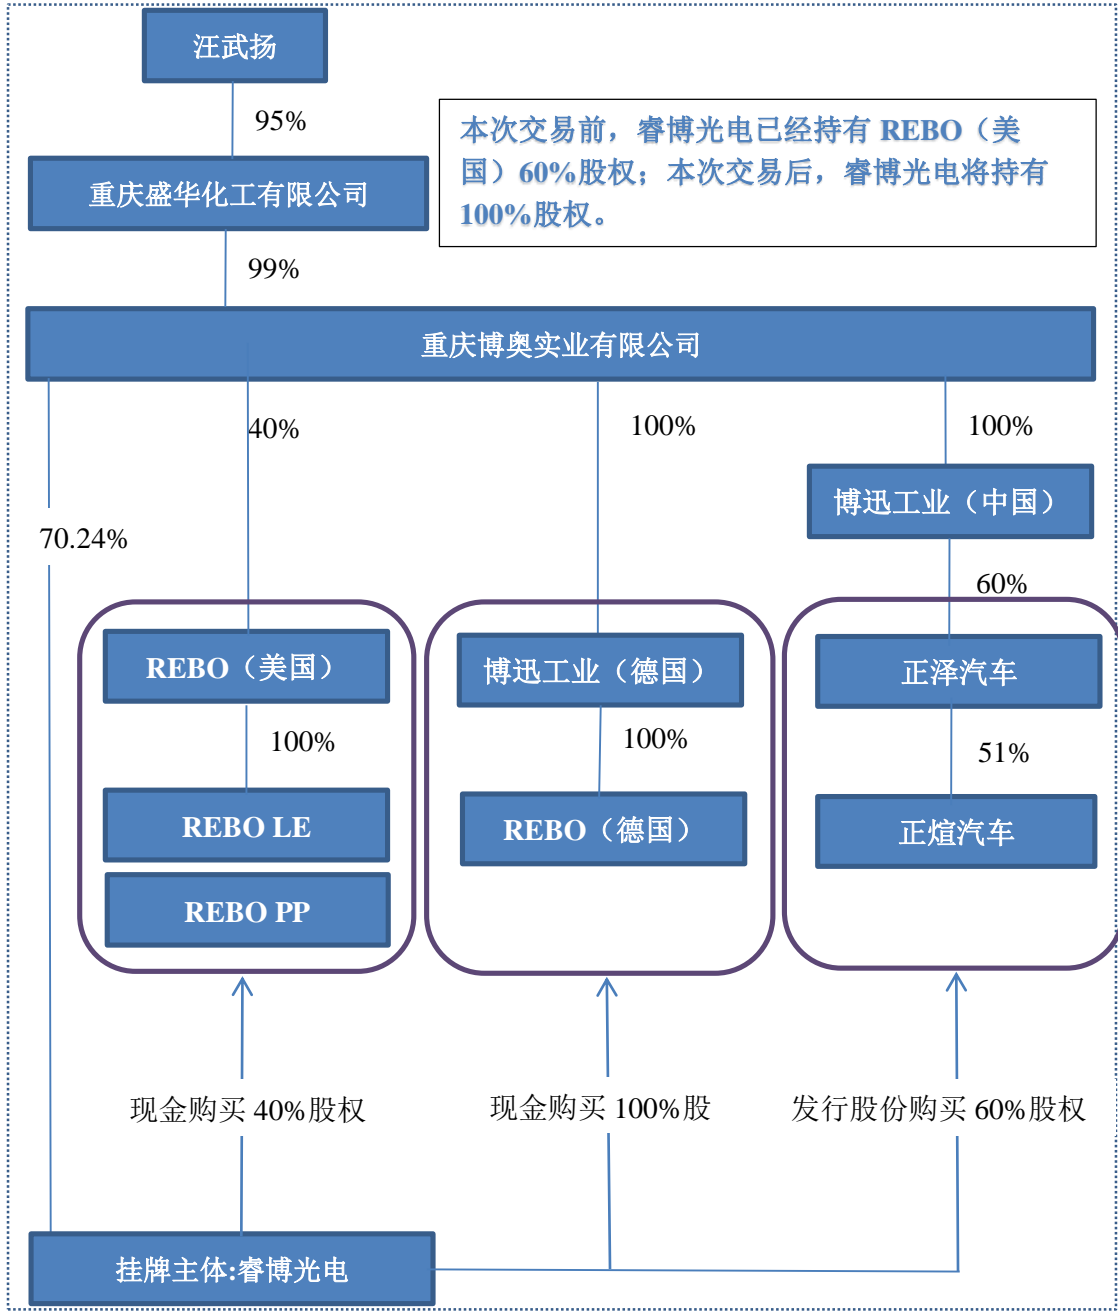 汪武扬
95%
本次交易前，睿博光电已经持有 REBO（美
国）60%股权；本次交易后，睿博光电将持有
100%股权。
重庆盛华化工有限公司
99%
重庆博奥实业有限公司
40%
100%
100%
博迅工业（中国）
70.24%
60%
REBO（美国）
博迅工业（德国）
正泽汽车
100%
100%
51%
REBO LE
REBO（德国）
正煊汽车
REBO PP
现金购买 40%股权
现金购买 100%股
发行股份购买 60%股权
挂牌主体:睿博光电